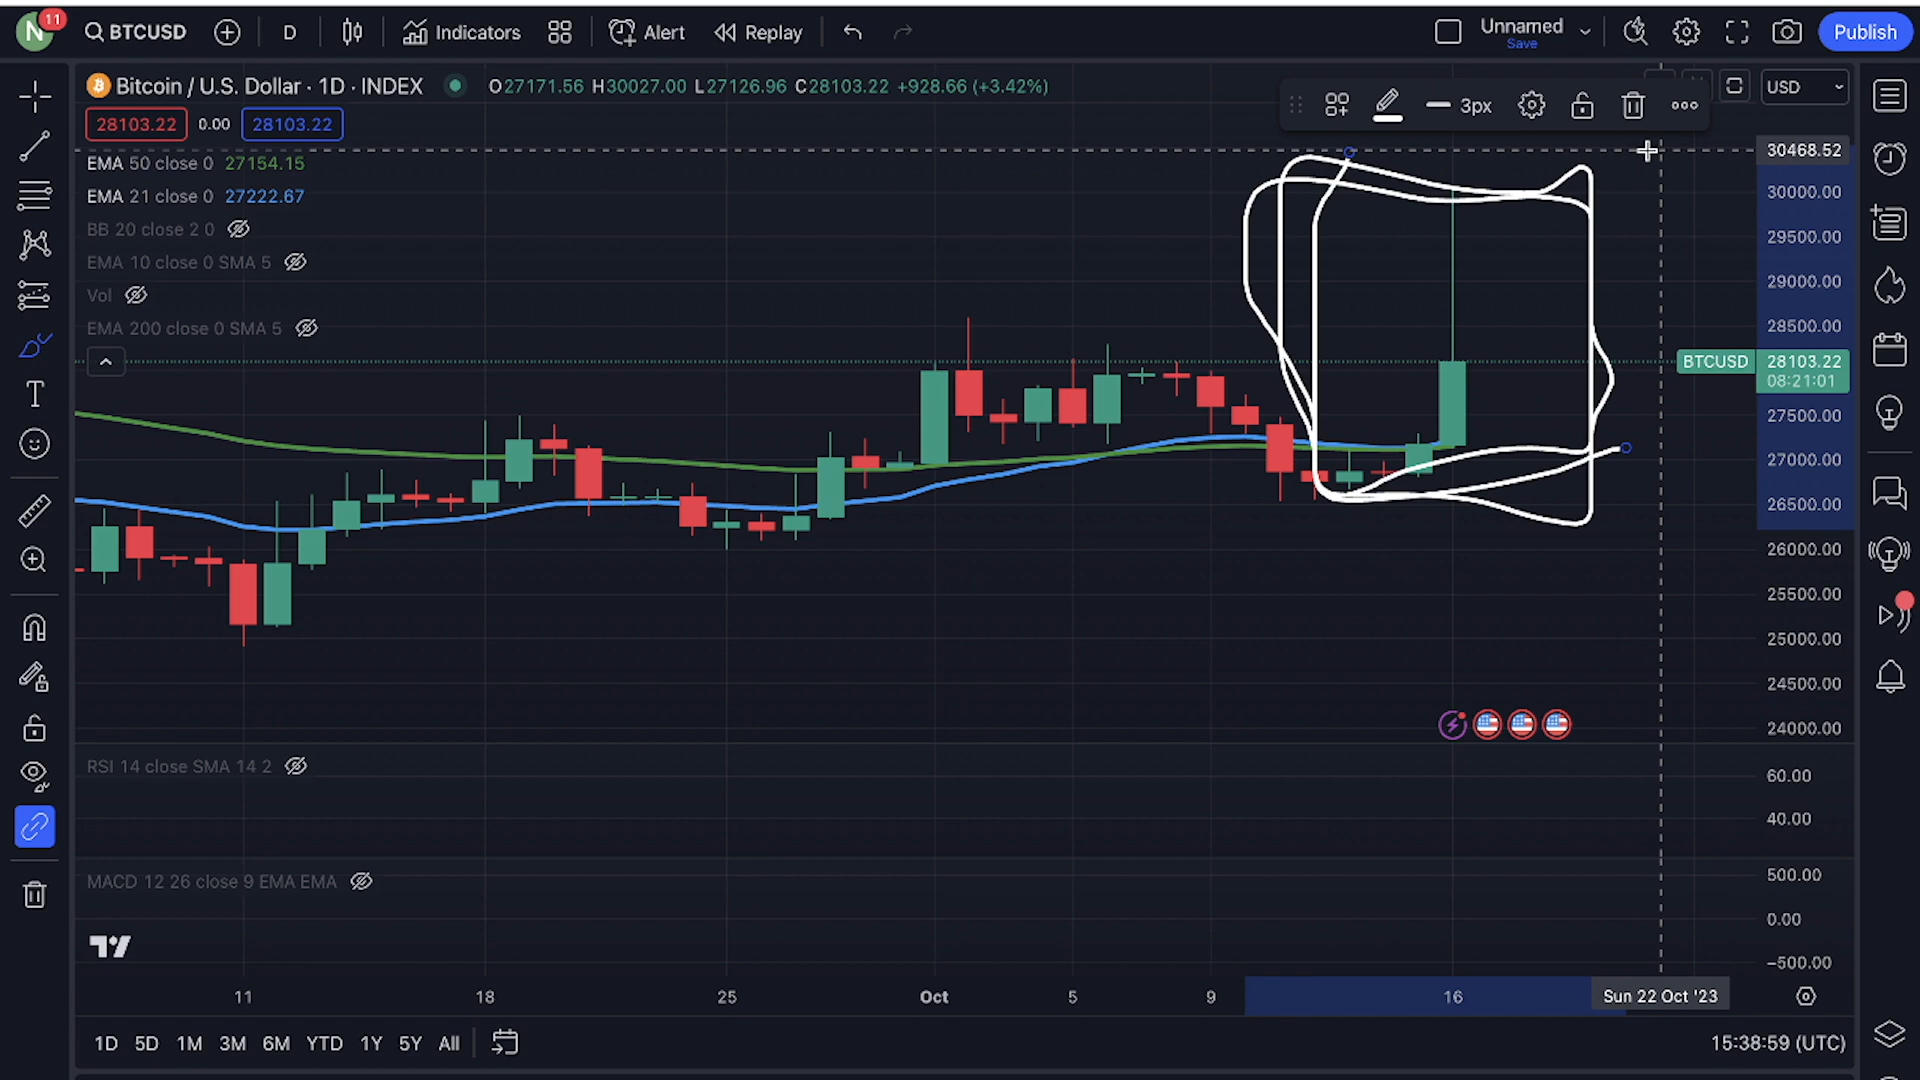 N
11
BTCUSD
D
Indicators
Alert
Replay
Unnamed
Save
Publish
Bitcoin / U.S. Dollar · 1D · INDEX
O27171.56 H30027.00 L27126.96 C28103.22 +928.66 (+3.42%)
USD
3px
28103.22 0.00 28103.22
EMA 50 close 0 27154.15
EMA 21 close 0 27222.67
BB 20 close 2 0
EMA 10 close 0 SMA 5
Vol
EMA 200 close 0 SMA 5
30468.52
30000.00
29500.00
29000.00
28500.00
BTCUSD 28103.22
08:21:01
27500.00
27000.00
26500.00
26000.00
25500.00
25000.00
24500.00
24000.00
RSI 14 close SMA 14 2
60.00
40.00
MACD 12 26 close 9 EMA EMA
500.00
0.00
−500.00
11 18 25 Oct 5 9 16 Sun 22 Oct '23
1D 5D 1M 3M 6M YTD 1Y 5Y All
15:38:59 (UTC)